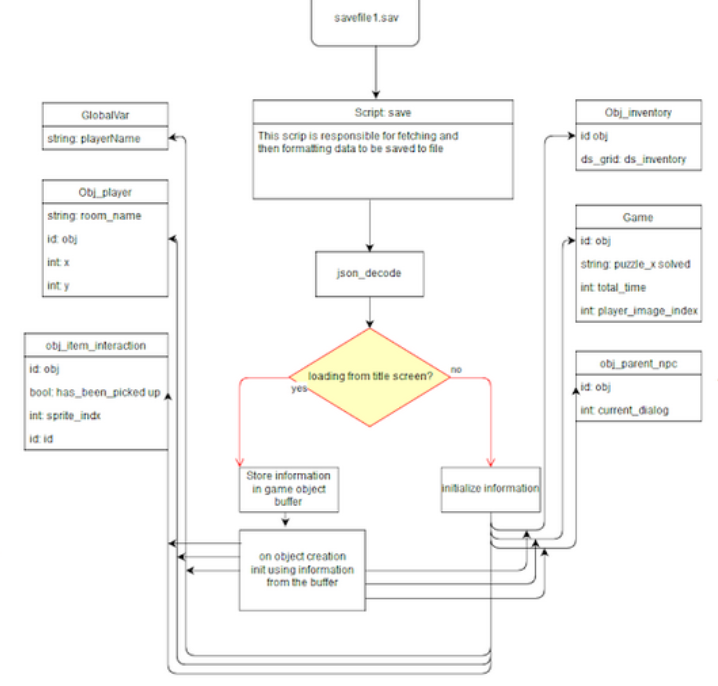 savefile1.sav
GlobalVar
string: playerName
Script: save
This scrip is responsible for fetching and
then formatting data to be saved to file
Obj_inventory
id obj
ds_grid: ds_inventory
Obj_player
string: room_name
id: obj
int: x
int: y
Game
id: obj
string: puzzle_x solved
int: total_time
int: player_image_index
json_decode
obj_item_interaction
id: obj
bool: has_been_picked up
int: sprite_indx
id: id
loading from title screen?
yes
no
obj_parent_npc
id: obj
int: current_dialog
Store information
in game object
buffer
initialize information
on object creation
init using information
from the buffer